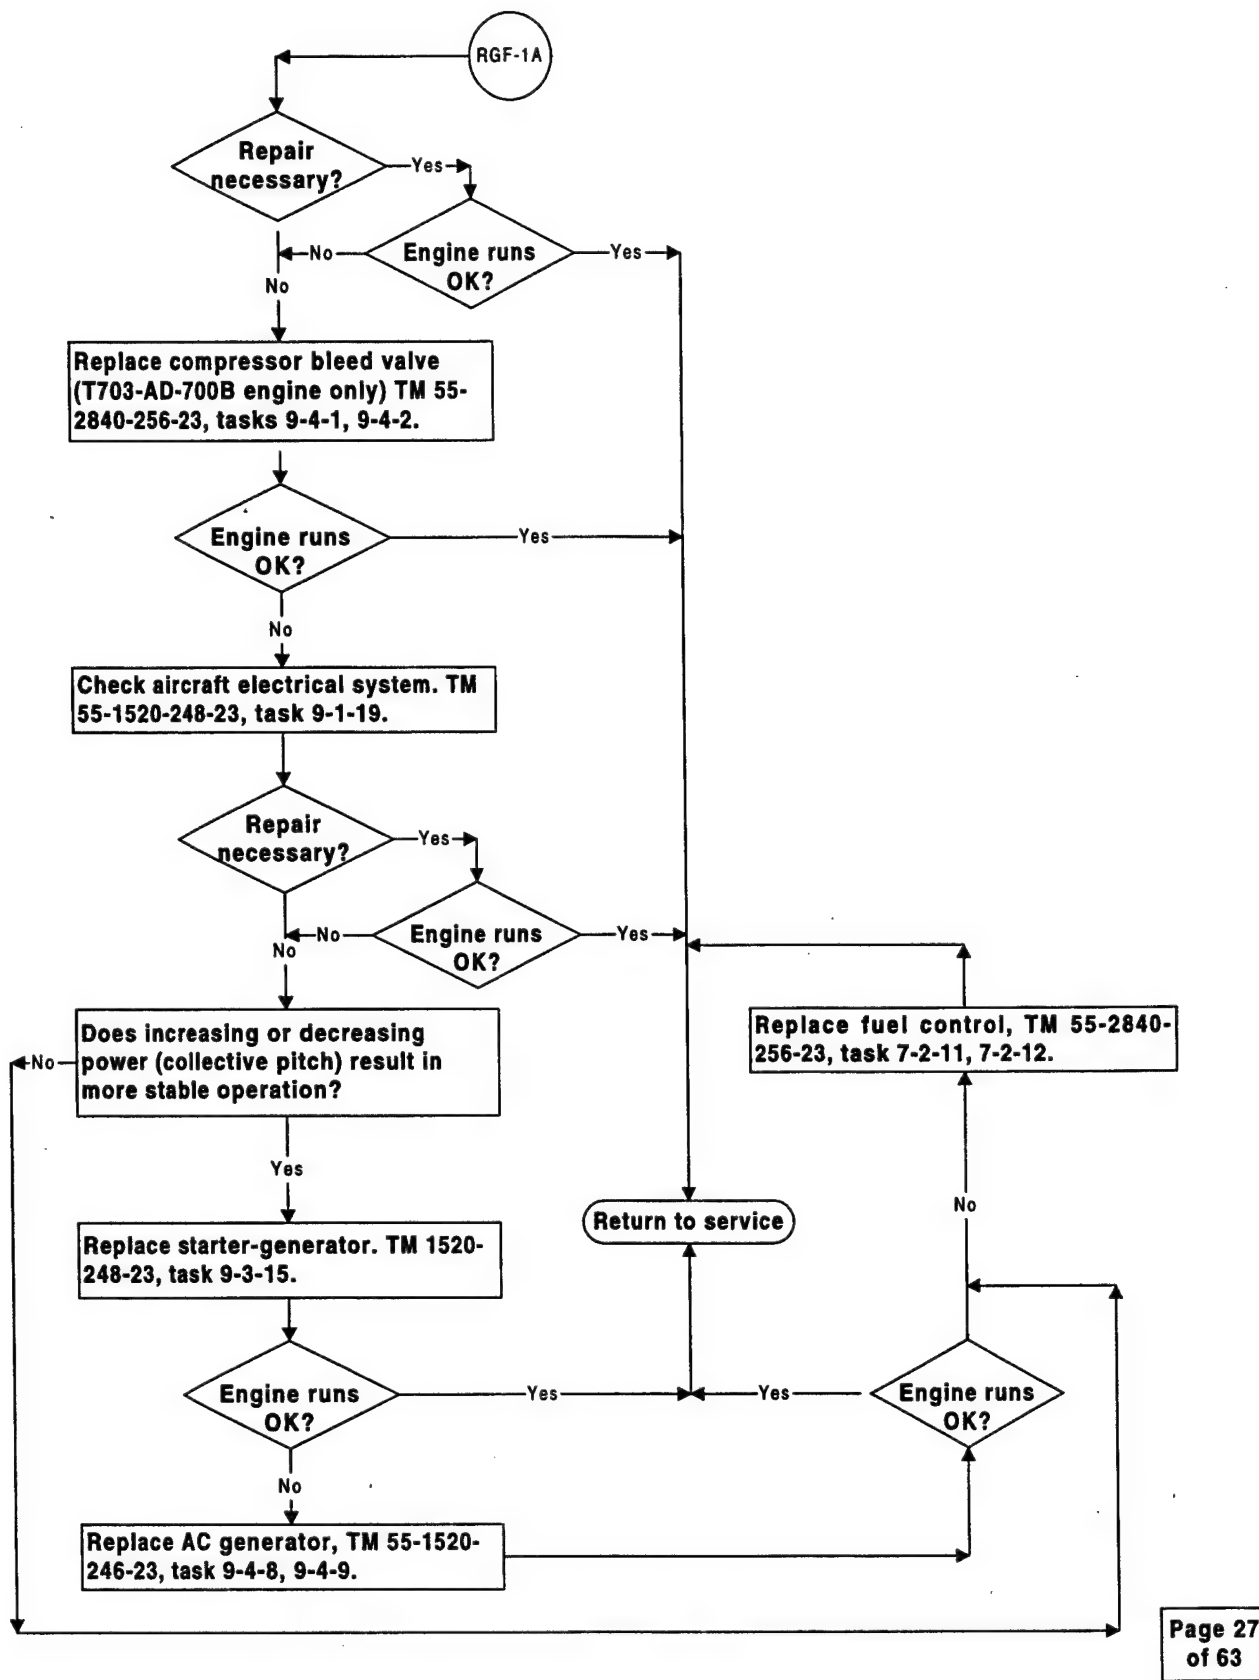 RGF-1A
Repair
necessary?
Yes
Engine runs
OK?
No
Yes
No
Replace compressor bleed valve
(T703-AD-700B engine only) TM 55-
2840-256-23, tasks 9-4-1, 9-4-2.
Engine runs
OK?
Yes
No
Check aircraft electrical system. TM
55-1520-248-23, task 9-1-19.
Repair
necessary?
Yes
Engine runs
OK?
No
Yes
No
Does increasing or decreasing
power (collective pitch) result in
more stable operation?
No
Yes
Replace fuel control, TM 55-2840-
256-23, task 7-2-11, 7-2-12.
No
Return to service
Replace starter-generator. TM 1520-
248-23, task 9-3-15.
Engine runs
OK?
Yes
Yes
Engine runs
OK?
No
Replace AC generator, TM 55-1520-
246-23, task 9-4-8, 9-4-9.
Page 27
of 63